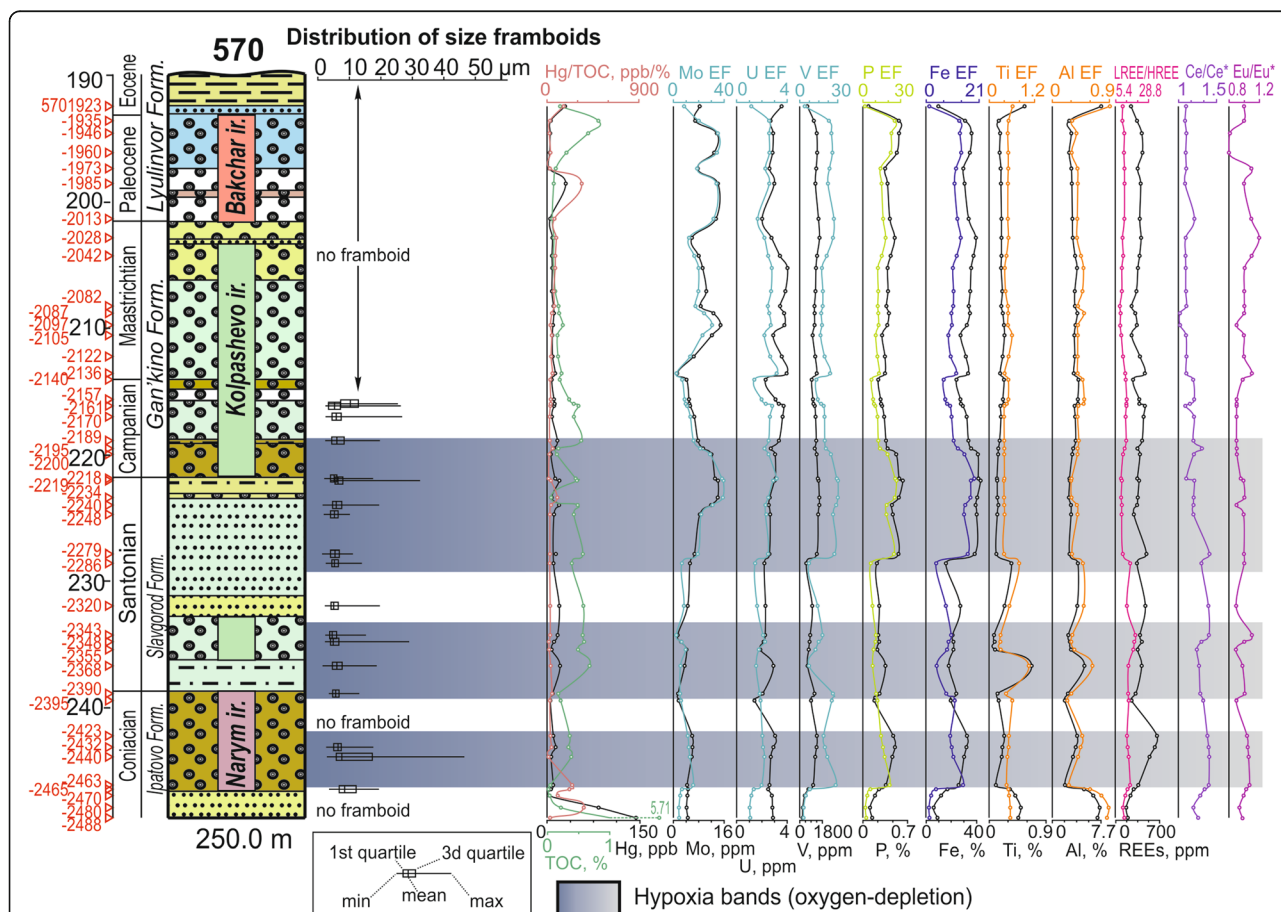 Distribution of size framboids
570
0 10 20 30 40 50 μm
Hg/TOC, ppb/%
0 900
Mo EF
0 40
U EF
0 4
V EF
0 30
P EF
0 30
Fe EF
0 21
Ti EF
0 1.2
Al EF
0 0.9
LREE/HREE
5.4 28.8
Ce/Ce*
1 1.5
Eu/Eu*
0.8 1.2
190
200
210
220
230
240
250.0 m
5701923
-1935
-1946
-1960
-1973
-1985
-2013
-2028
-2042
-2082
-2087
-2097
-2105
-2122
-2136
-2140
-2157
-2161
-2170
-2189
-2195
-2200
-2218
-2219
-2234
-2240
-2248
-2279
-2286
-2320
-2343
-2348
-2355
-2368
-2390
-2395
-2423
-2432
-2440
-2463
-2465
-2470
-2480
-2488
Eocene
Paleocene
Maastrichtian
Campanian
Santonian
Coniacian
Lyulinvor Form.
Gan'kino Form.
Slavgorod Form.
Ipatovo Form.
Bakchar ir.
Kolpashevo ir.
Narym ir.
no framboid
no framboid
no framboid
5.71
0 150
Hg, ppb
0 1
TOC, %
0 16
Mo, ppm
0 4
U, ppm
0 1800
V, ppm
0 0.7
P, %
0 40
Fe, %
0 0.9
Ti, %
0 7.7
Al, %
0 700
REEs, ppm
1st quartile 3d quartile
min mean max
Hypoxia bands (oxygen-depletion)